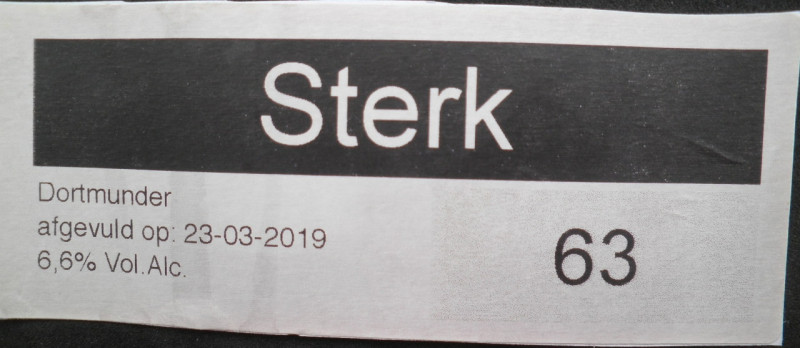 Sterk
Dortmunder
afgevuld op: 23-03-2019
6,6% Vol.Alc.
63